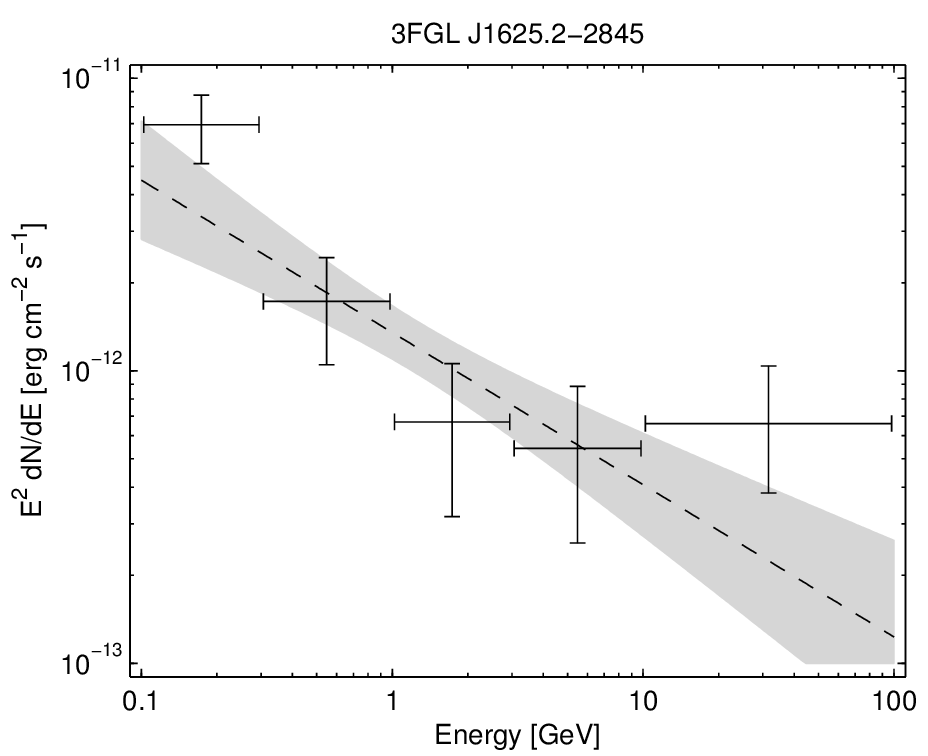 3FGL J1625.2−2845
10⁻¹¹
10⁻¹²
10⁻¹³
E² dN/dE [erg cm⁻² s⁻¹]
0.1 1 10 100
Energy [GeV]